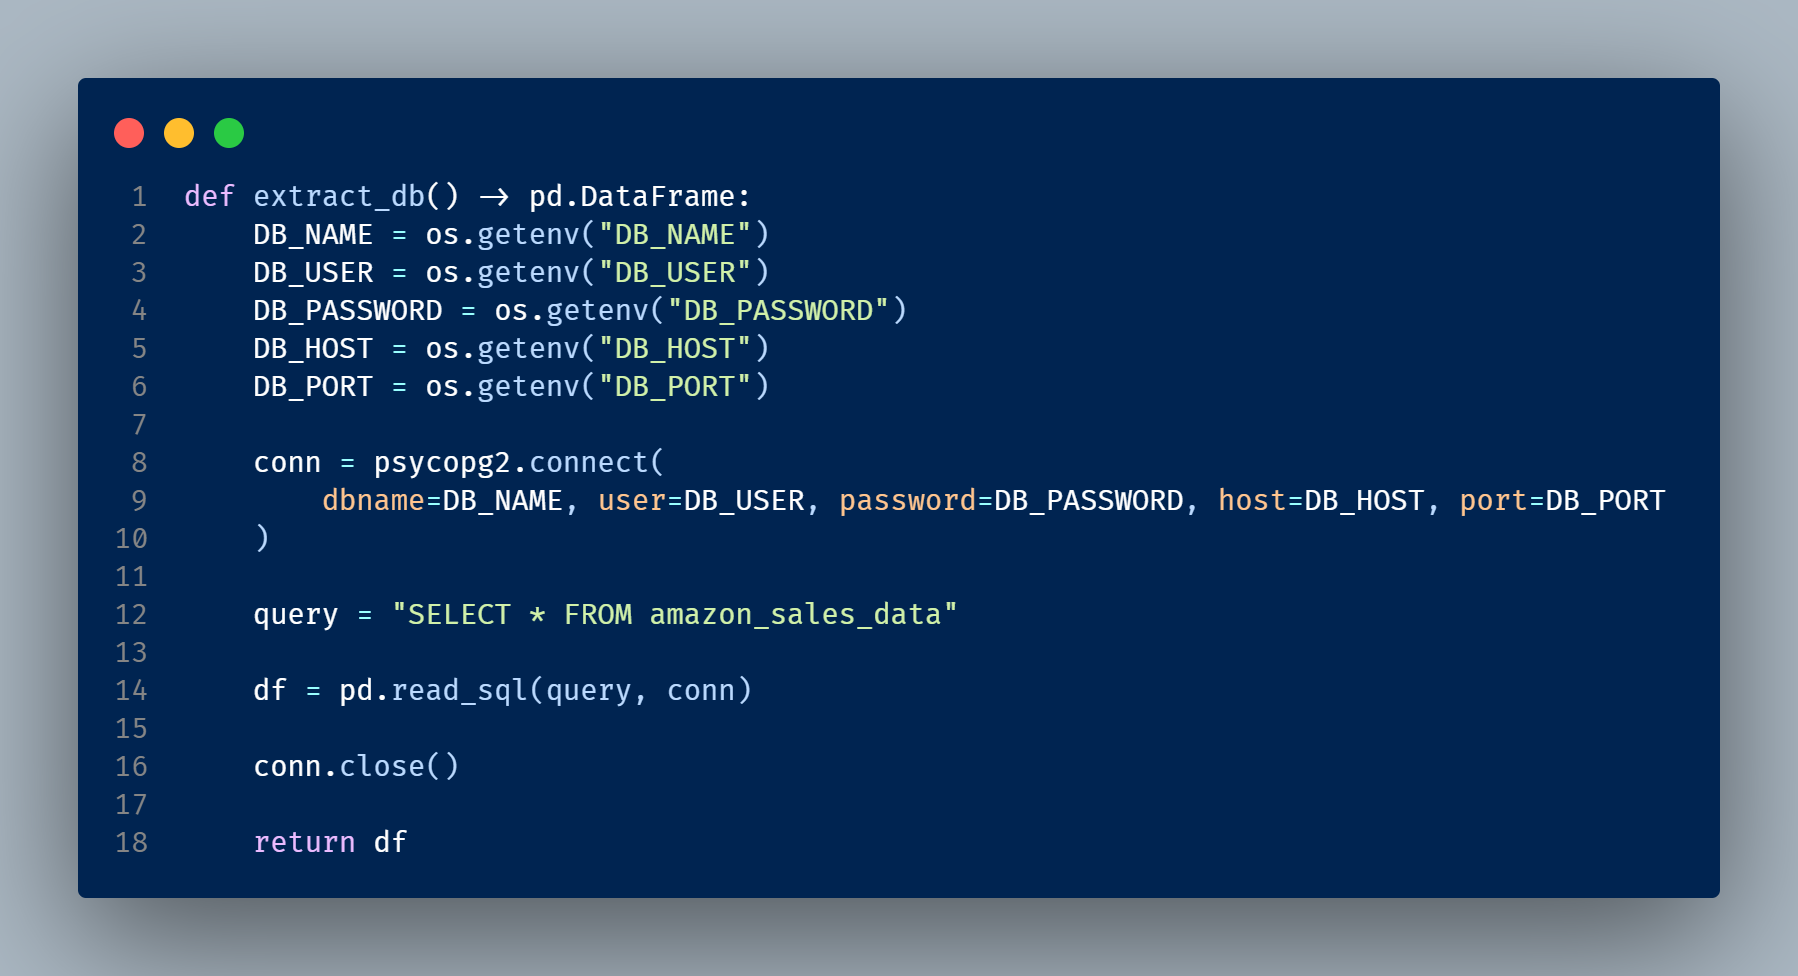 1 def extract_db() -> pd.DataFrame:
2     DB_NAME = os.getenv("DB_NAME")
3     DB_USER = os.getenv("DB_USER")
4     DB_PASSWORD = os.getenv("DB_PASSWORD")
5     DB_HOST = os.getenv("DB_HOST")
6     DB_PORT = os.getenv("DB_PORT")
7
8     conn = psycopg2.connect(
9         dbname=DB_NAME, user=DB_USER, password=DB_PASSWORD, host=DB_HOST, port=DB_PORT
10     )
11
12     query = "SELECT * FROM amazon_sales_data"
13
14     df = pd.read_sql(query, conn)
15
16     conn.close()
17
18     return df